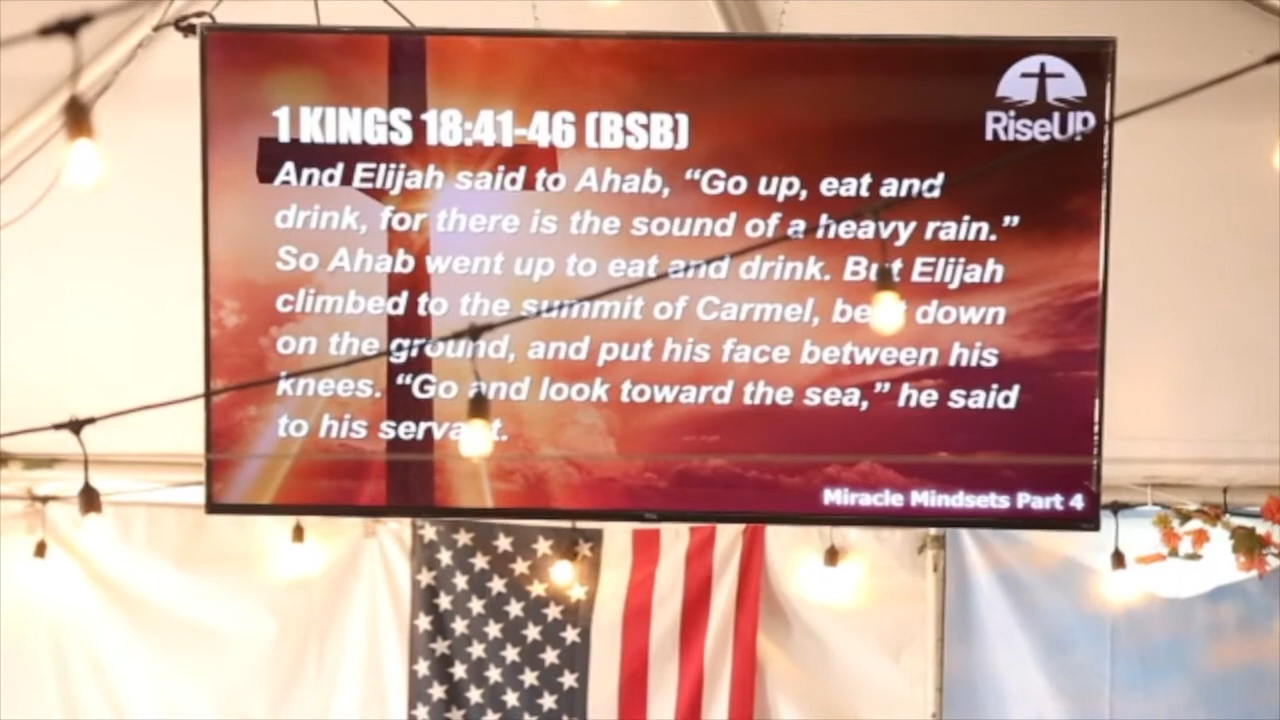 RiseUP
1 KINGS 18:41-46 (BSB)
And Elijah said to Ahab, “Go up, eat and
drink, for there is the sound of a heavy rain.”
So Ahab went up to eat and drink. But Elijah
climbed to the summit of Carmel, bent down
on the ground, and put his face between his
knees. “Go and look toward the sea,” he said
to his servant.
Miracle Mindsets Part 4